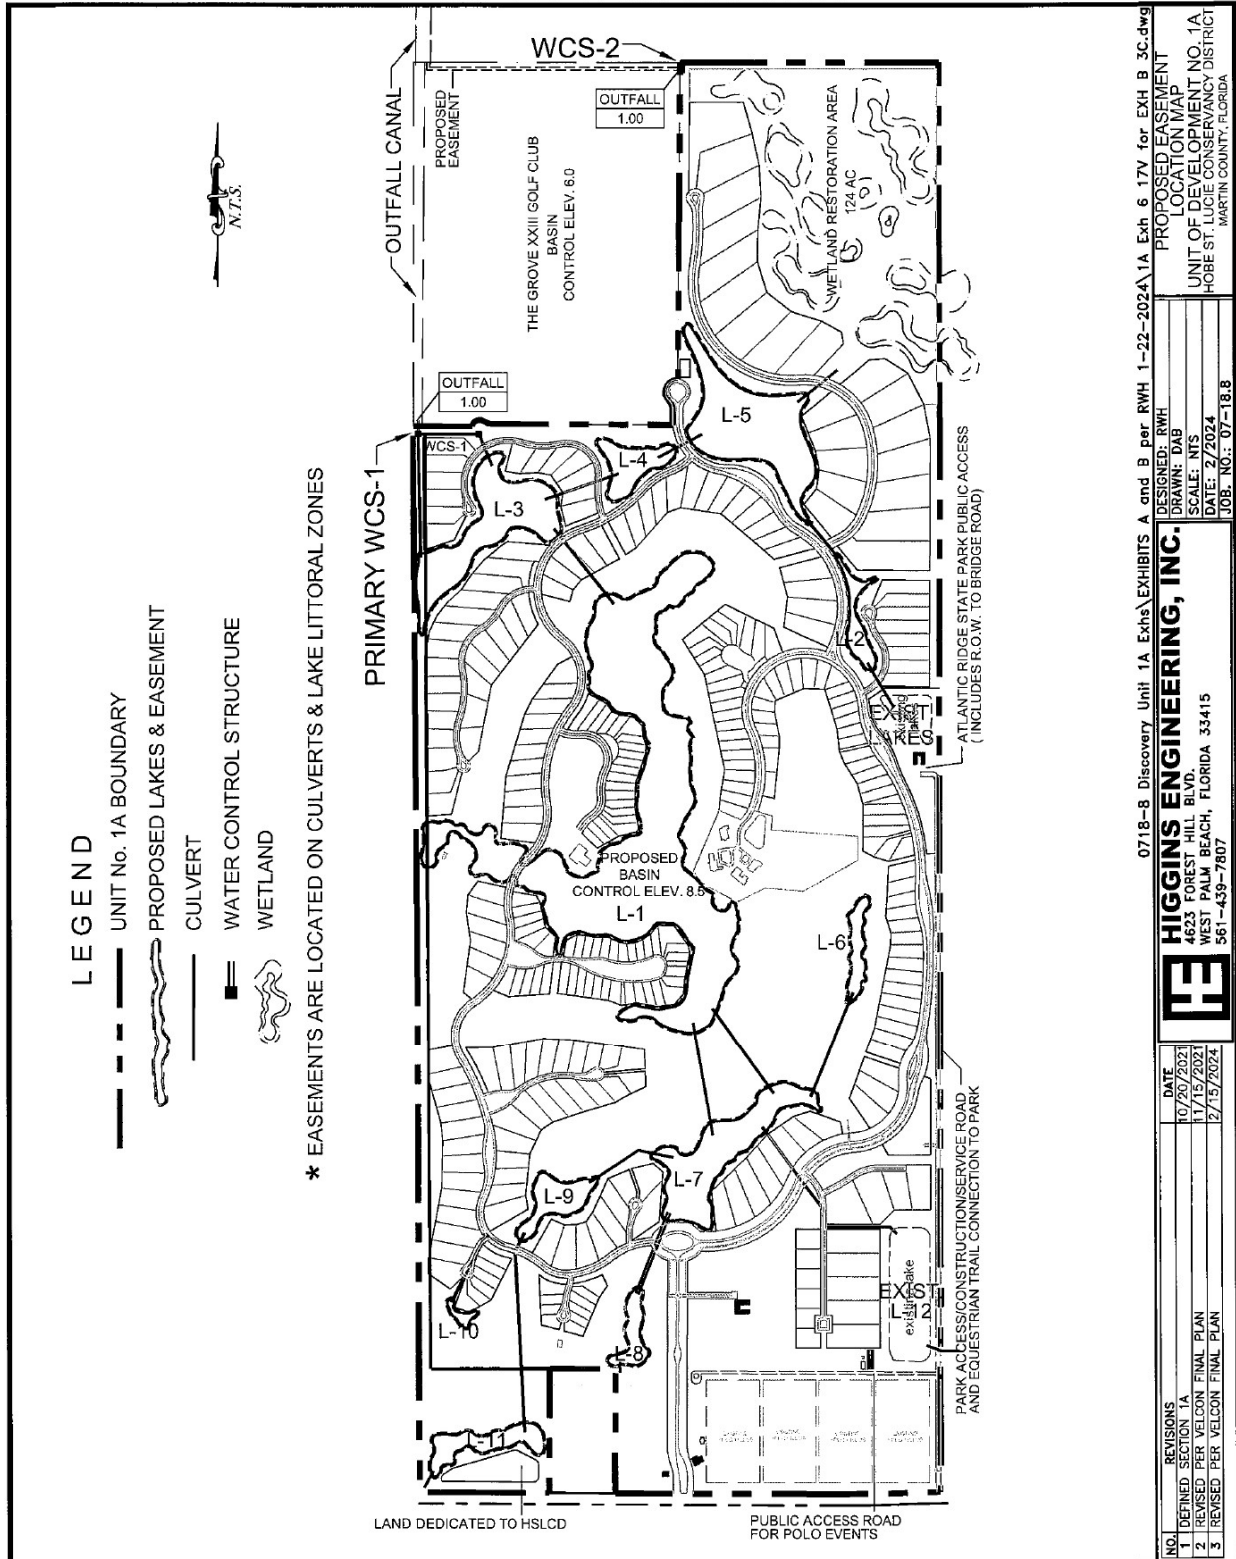 WCS-2
OUTFALL CANAL
PROPOSED
EASEMENT
OUTFALL
1.00
N.T.S.
THE GROVE XXIII GOLF CLUB
BASIN
CONTROL ELEV. 6.0
WETLAND RESTORATION AREA
124 AC
OUTFALL
1.00
PRIMARY WCS-1
WCS-1
L-5
L-4
L-3
L-2
ATLANTIC RIDGE STATE PARK PUBLIC ACCESS
( INCLUDES R.O.W. TO BRIDGE ROAD)
EXIST
LAKES
existing
LEGEND
UNIT No. 1A BOUNDARY
PROPOSED LAKES & EASEMENT
CULVERT
WATER CONTROL STRUCTURE
WETLAND
* EASEMENTS ARE LOCATED ON CULVERTS & LAKE LITTORAL ZONES
PROPOSED
BASIN
CONTROL ELEV. 8.5
L-1
L-6
L-7
L-9
L-10
L-8
L-11
EXIST
L-12
existing lake
PARK ACCESS/CONSTRUCTION/SERVICE ROAD
AND EQUESTRIAN TRAIL CONNECTION TO PARK
LAND DEDICATED TO HSLCD
PUBLIC ACCESS ROAD
FOR POLO EVENTS
0718-8 Discovery Unit 1A Exhs\EXHIBITS A and B per RWH 1-22-2024\1A Exh 6 17V for EXH B 3C.dwg
NO. REVISIONS DATE
1 DEFINED SECTION 1A 10/20/2021
2 REVISED PER VELCON FINAL PLAN 11/15/2021
3 REVISED PER VELCON FINAL PLAN 2/15/2024
HIGGINS ENGINEERING, INC.
4623 FOREST HILL BLVD.
WEST PALM BEACH, FLORIDA 33415
561-439-7807
DESIGNED: RWH
DRAWN: DAB
SCALE: NTS
DATE: 2/2024
JOB. NO.: 07-18.8
PROPOSED EASEMENT
LOCATION MAP
UNIT OF DEVELOPMENT NO. 1A
HOBE ST. LUCIE CONSERVANCY DISTRICT
MARTIN COUNTY, FLORIDA